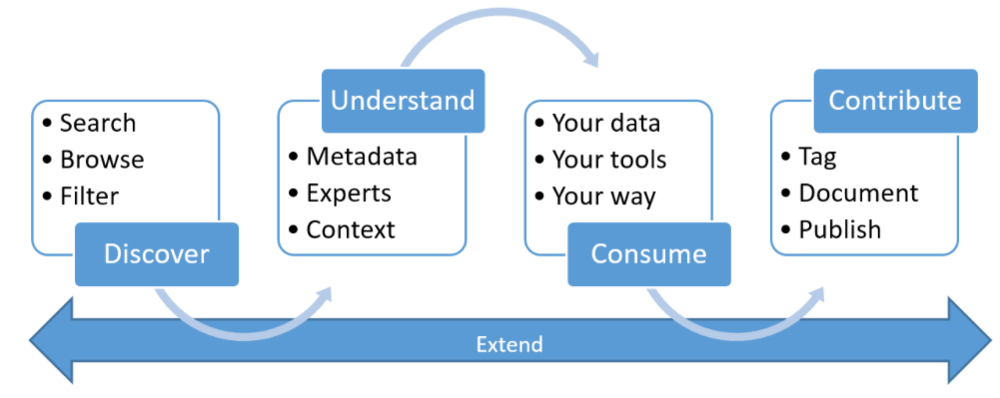 • Search
• Browse
• Filter
Discover
Understand
• Metadata
• Experts
• Context
• Your data
• Your tools
• Your way
Consume
Contribute
• Tag
• Document
• Publish
Extend